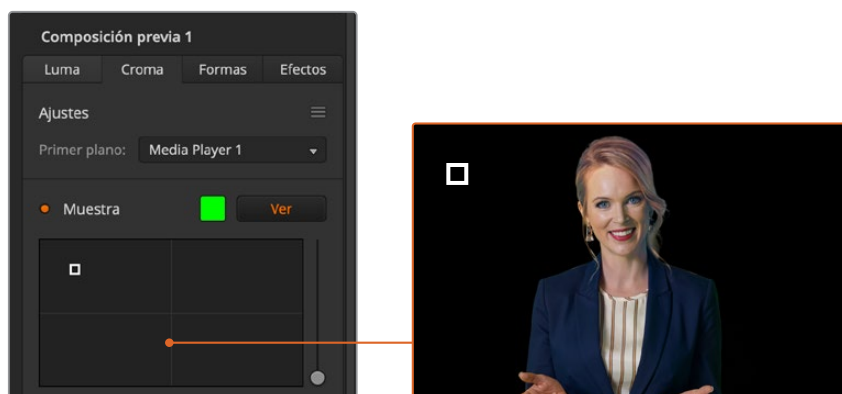 Composición previa 1
Luma Croma Formas Efectos
Ajustes
Primer plano: Media Player 1
Muestra Ver